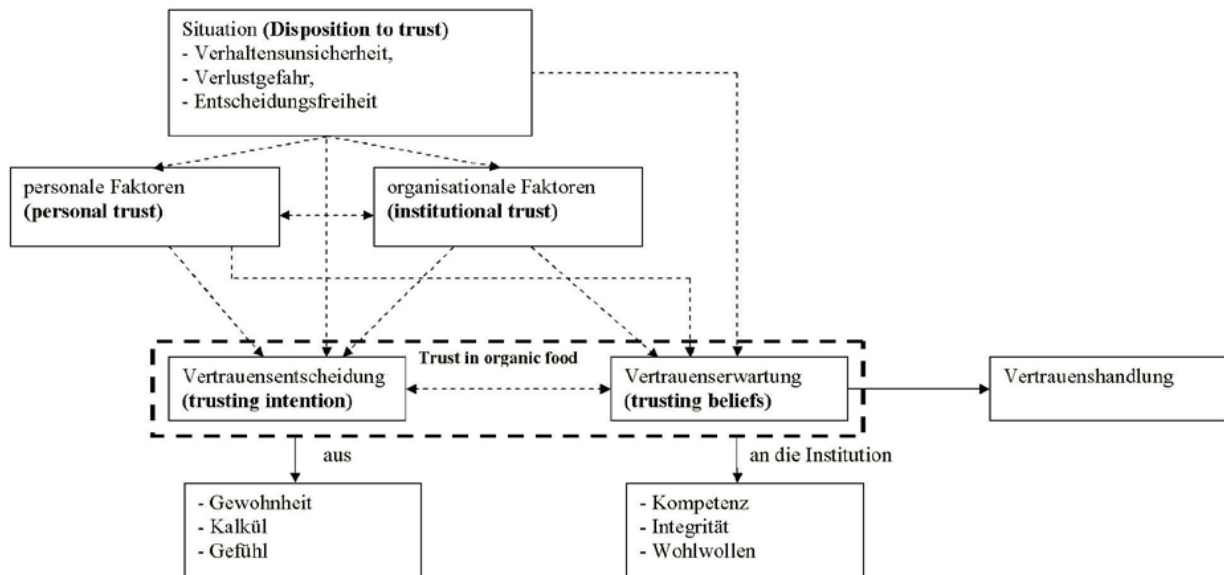 Situation (Disposition to trust)
- Verhaltensunsicherheit,
- Verlustgefahr,
- Entscheidungsfreiheit
personale Faktoren
(personal trust)
organisationale Faktoren
(institutional trust)
Trust in organic food
Vertrauensentscheidung
(trusting intention)
Vertrauenserwartung
(trusting beliefs)
Vertrauenshandlung
aus
an die Institution
- Gewohnheit
- Kalkül
- Gefühl
- Kompetenz
- Integrität
- Wohlwollen